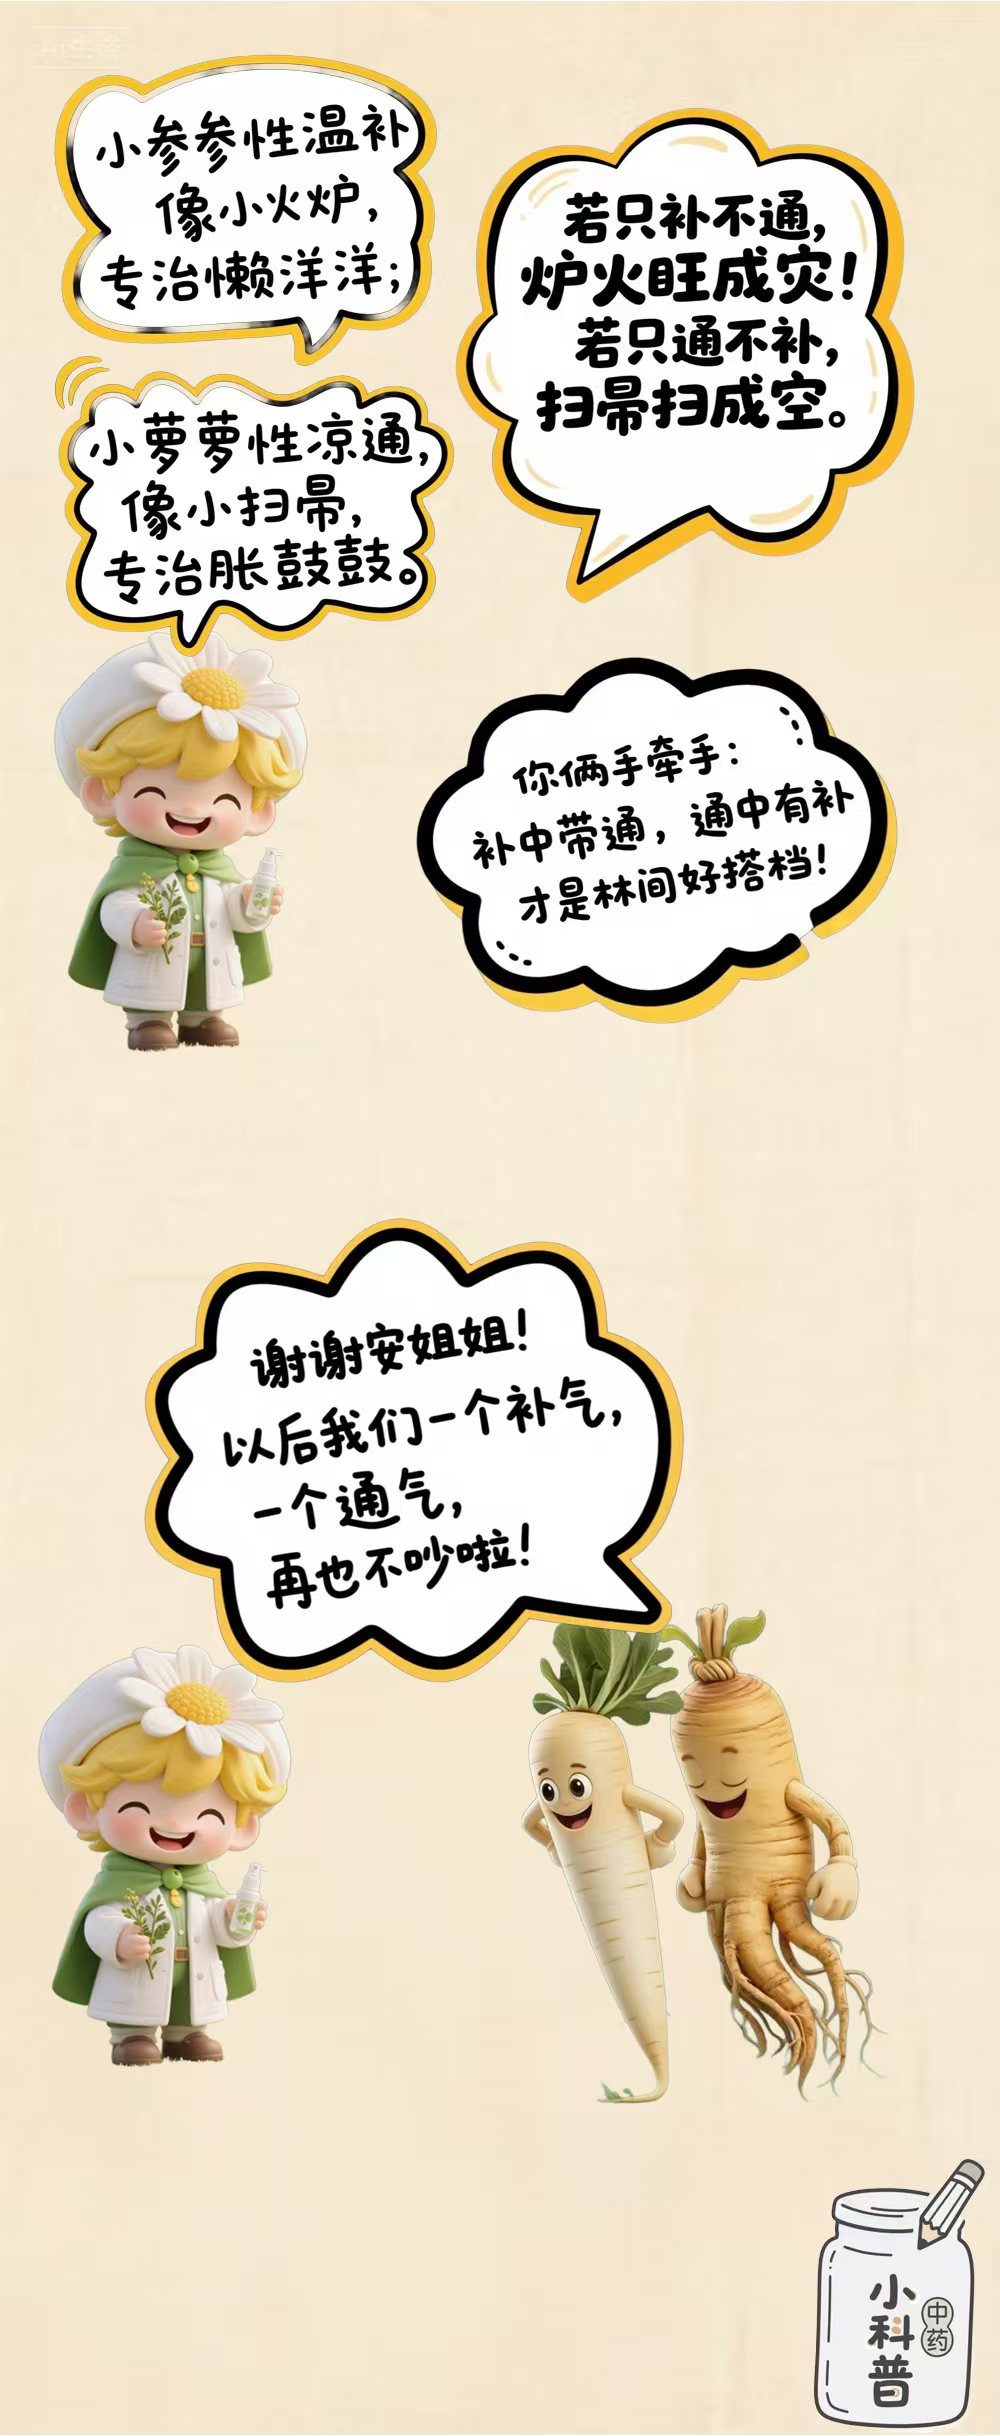 小参参性温补
像小火炉，
专治懒洋洋；
若只补不通，
炉火旺成灾！
若只通不补，
扫帚扫成空。
小萝萝性凉通，
像小扫帚，
专治胀鼓鼓。
你俩手牵手：
补中带通，通中有补
才是林间好搭档！
谢谢安姐姐！
以后我们一个补气，
一个通气，
再也不吵啦！
小科普
中药